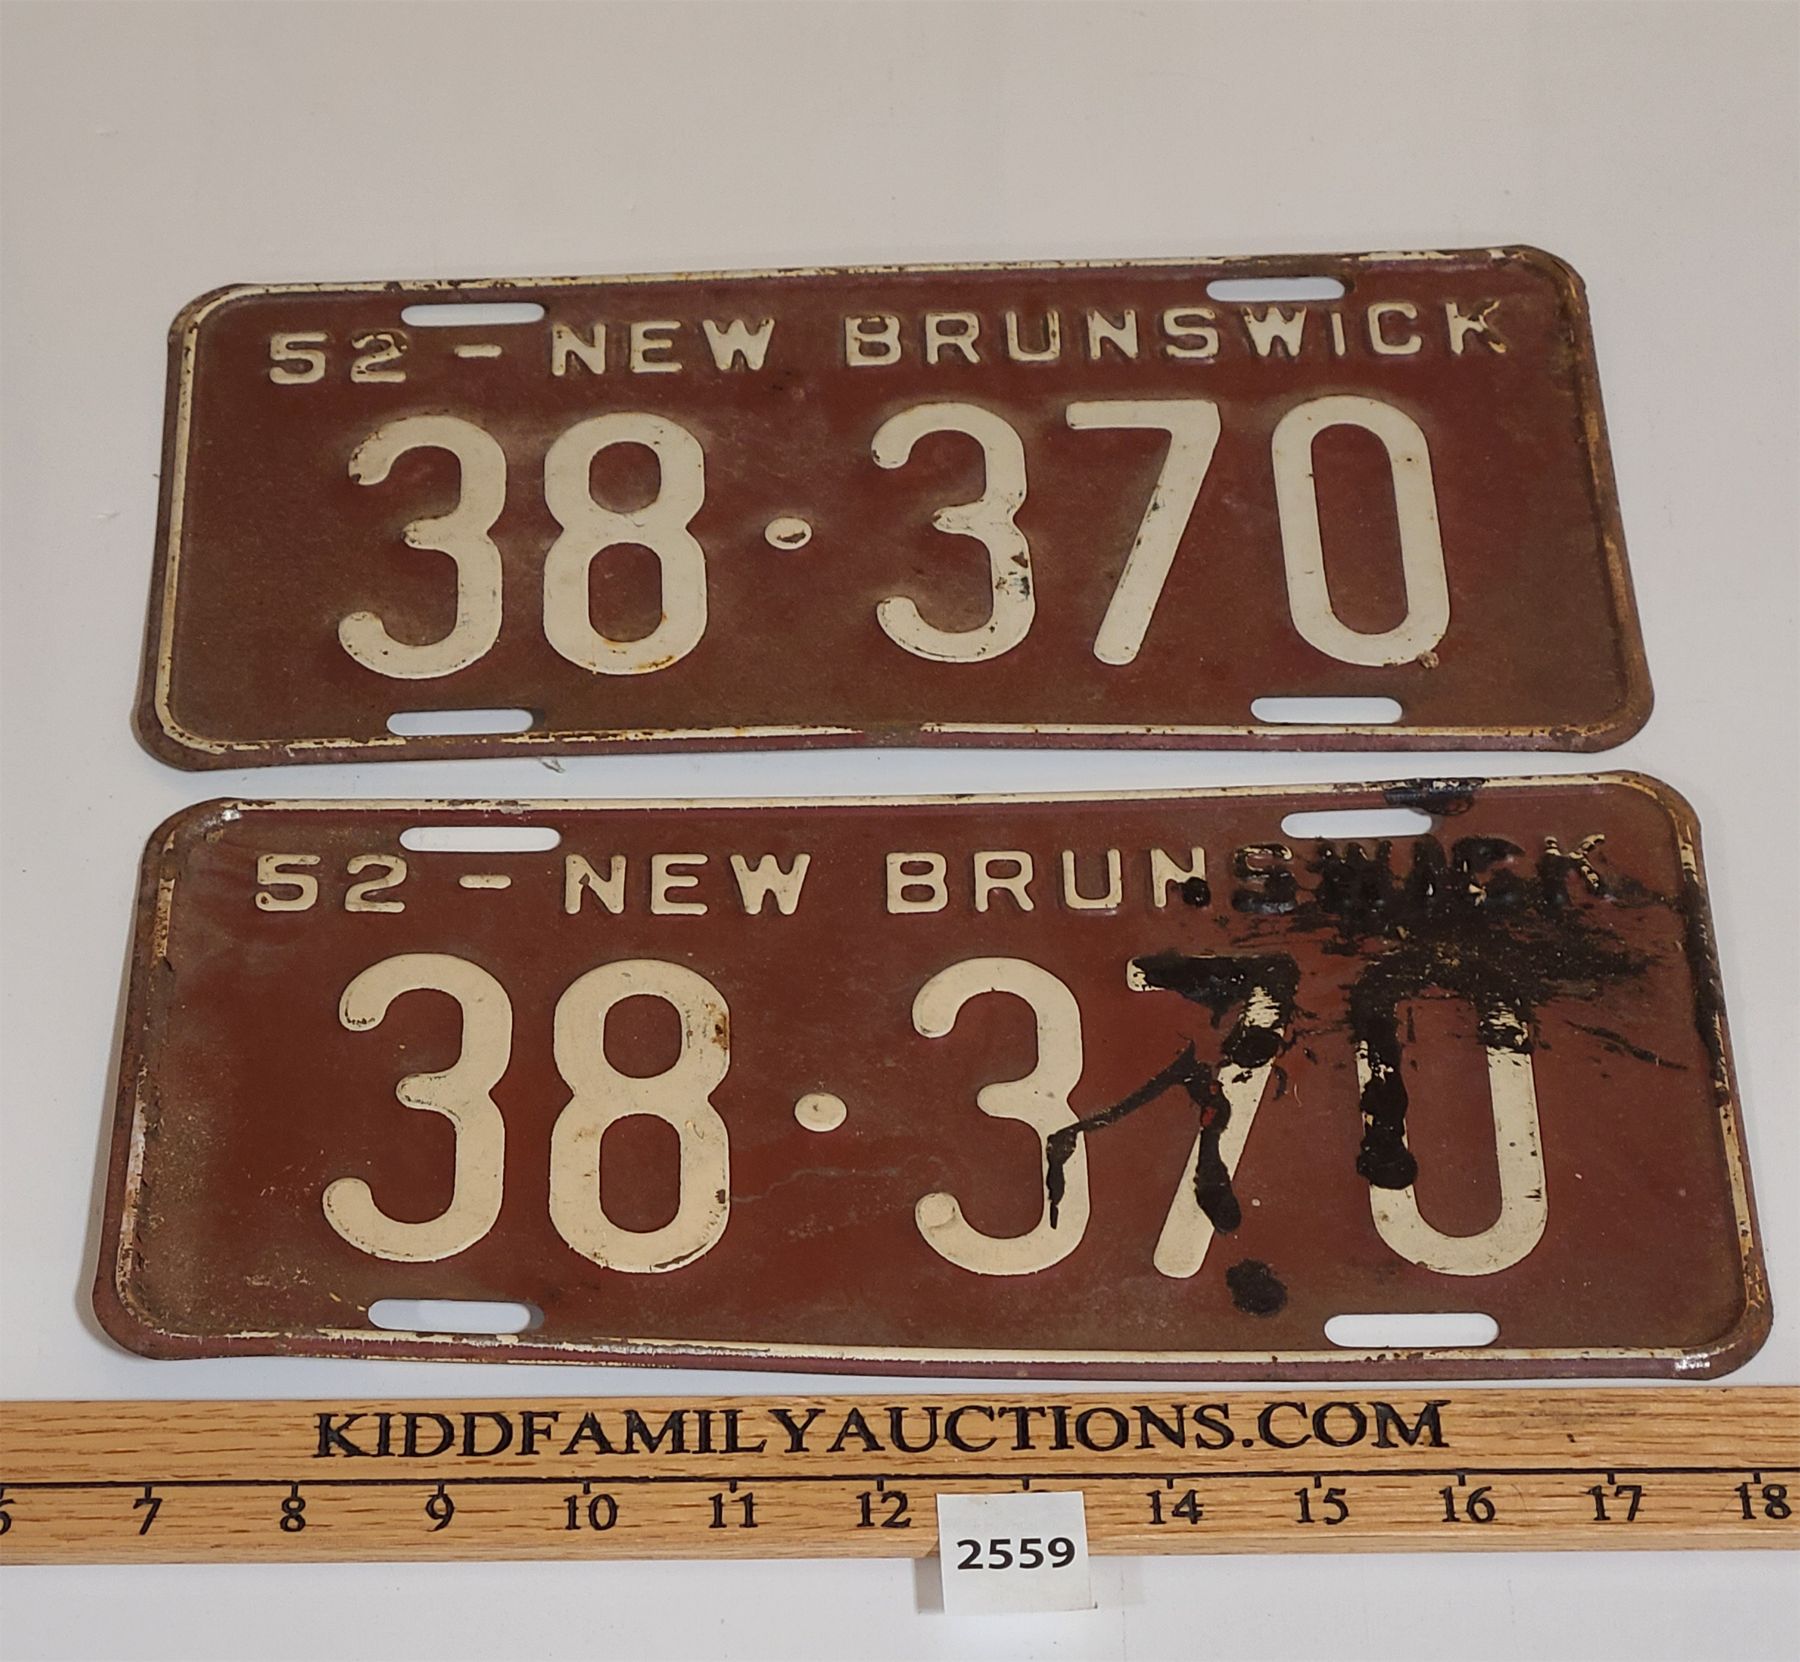 52 - NEW BRUNSWiCK
38·370
52 - NEW BRUNSWICK
38·370
KIDDFAMILYAUCTIONS.COM
6 7 8 9 10 11 12 14 15 16 17 18
2559